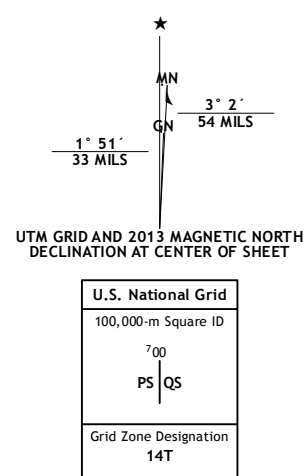 ★
MN
3° 2´
54 MILS
GN
1° 51´
33 MILS
UTM GRID AND 2013 MAGNETIC NORTH
DECLINATION AT CENTER OF SHEET
U.S. National Grid
100,000-m Square ID
⁷00
PS QS
Grid Zone Designation
14T